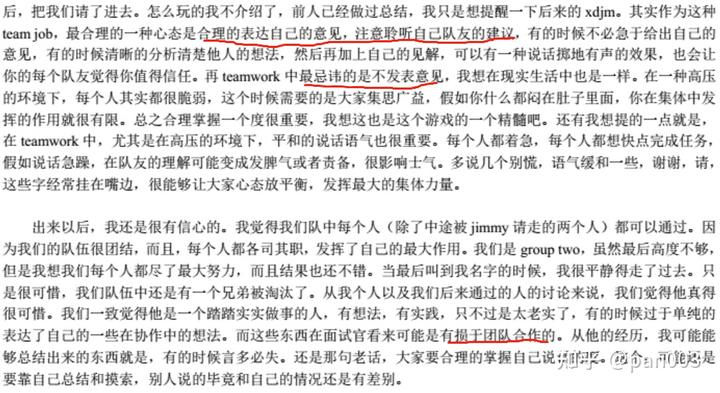 后，把我们请了进去。怎么玩的我不介绍了，前人已经做过总结，我只是想提醒一下后来的 xdjm。其实作为这种
team job，最合理的一种心态是合理的表达自己的意见，注意聆听自己队友的建议，有的时候不必急于给出自己的意
见，有的时候清晰的分析清楚他人的想法，然后再加上自己的见解，可以有一种说话掷地有声的效果，也会让
你的每个队友觉得你值得信任。再 teamwork 中最忌讳的是不发表意见，我想在现实生活中也是一样。在一种高压
的环境下，每个人其实都很脆弱，这个时候需要的是大家集思广益，假如你什么都闷在肚子里面，你在集体中发
挥的作用就很有限。总之合理掌握一个度很重要，我想这也是这个游戏的一个精髓吧。还有我想提的一点就是，
在 teamwork 中，尤其是在高压的环境下，平和的说话语气也很重要。每个人都着急，每个人都想快点完成任务，
假如说话急躁，在队友的理解可能变成发脾气或者责备，很影响士气。多说几个别慌，语气缓和一些，谢谢，请，
这些字经常挂在嘴边，很能够让大家心态放平衡，发挥最大的集体力量。
出来以后，我还是很有信心的。我觉得我们队中每个人（除了中途被 jimmy 请走的两个人）都可以通过。因
为我们的队伍很团结，而且，每个人都各司其职，发挥了自己的最大作用。我们是 group two，虽然最后高度不够，
但是我想我们每个人都尽了最大努力，而且结果也还不错。当最后叫到我名字的时候，我很平静得走了过去。只
是很可惜，我们队伍中还是有一个兄弟被淘汰了。从我个人以及我们后来通过的人的讨论来说，我们觉得他真得
很可惜。我们一致觉得他是一个踏踏实实做事的人，有想法，有实践，只不过是太老实了，有的时候过于单纯的
表达了自己的一些在协作中的想法。而这些东西在面试官看来可能是有损于团队合作的。从他的经历，我可能能
够总结出来的东西就是，有的时候言多必失。还是那句老话，大家要合理的掌握自己说
要靠自己总结和摸索，别人说的毕竟和自己的情况还是有差别。
知乎 @pan003